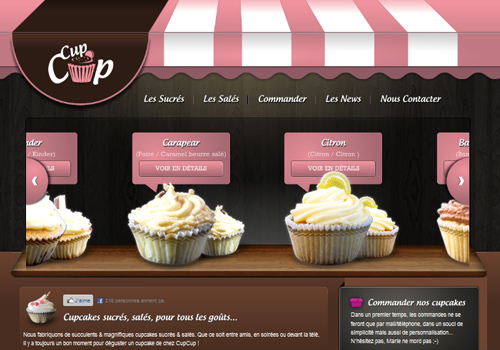 Cup
Cup
Les Sucrés
Les Salés
Commander
Les News
Nous Contacter
nder
/ Kinder)
Carapear
(Pane / Caramel beurre salé)
VOIR EN DÉTAILS
Citron
(Citron / Citron )
VOIR EN DÉTAILS
Ba
(Ba
J'aime
personnes aiment ça.
Cupcakes sucrés, salés, pour tous les goûts...
Nous fabriquons de succulents & magnifiques cupcakes sucrés & salés. Que ce soit entre amis, en soirées ou devant la télé,
il y a toujours un bon moment pour déguster un cupcake de chez CupCup !
Commander nos cupcakes
Dans un premier temps, les commandes ne se
feront que par mail/téléphone, dans un souci de
simplicité mais aussi de personnalisation...
N'hésitez pas, Marie ne mord pas ;-)